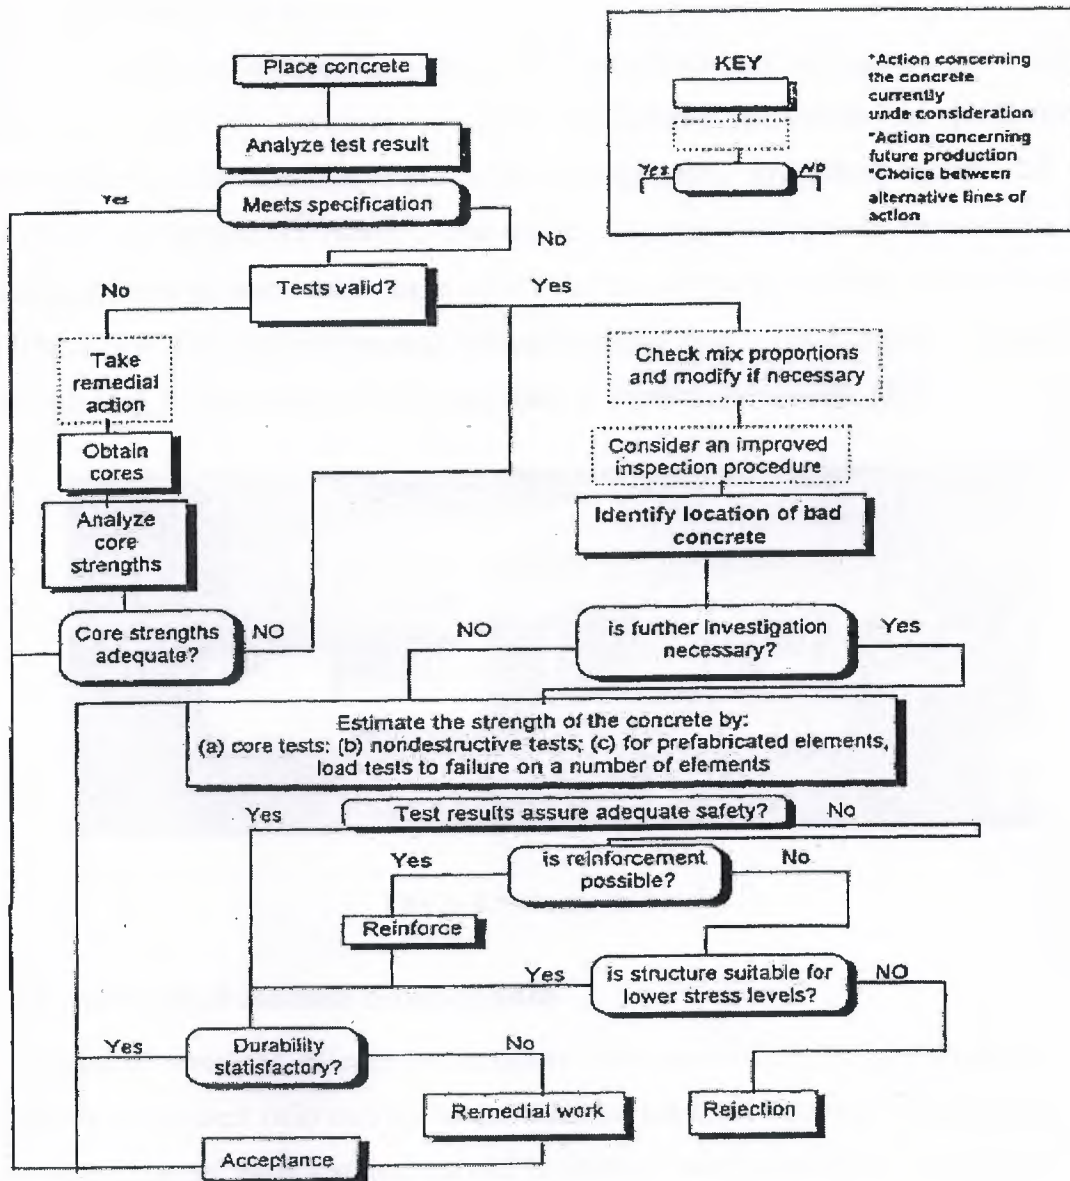 Place concrete
Analyze test result
Yes
Meets specification
No
No
Tests valid?
Yes
KEY
Yes
NO
*Action concerning
the concrete
currently
unde consideration
*Action concerning
future production
*Choice between
alternative lines of
action
Take
remedial
action
Obtain
cores
Analyze
core
strengths
Core strengths
adequate?
NO
Check mix proportions
and modify if necessary
Consider an improved
inspection procedure
Identify location of bad
concrete
NO
is further investigation
necessary?
Yes
Estimate the strength of the concrete by:
(a) core tests; (b) nondestructive tests; (c) for prefabricated elements,
load tests to failure on a number of elements
Yes
Test results assure adequate safety?
No
Yes
is reinforcement
possible?
No
Reinforce
Yes
is structure suitable for
lower stress levels?
NO
Yes
Durability
statisfactory?
No
Remedial work
Rejection
Acceptance